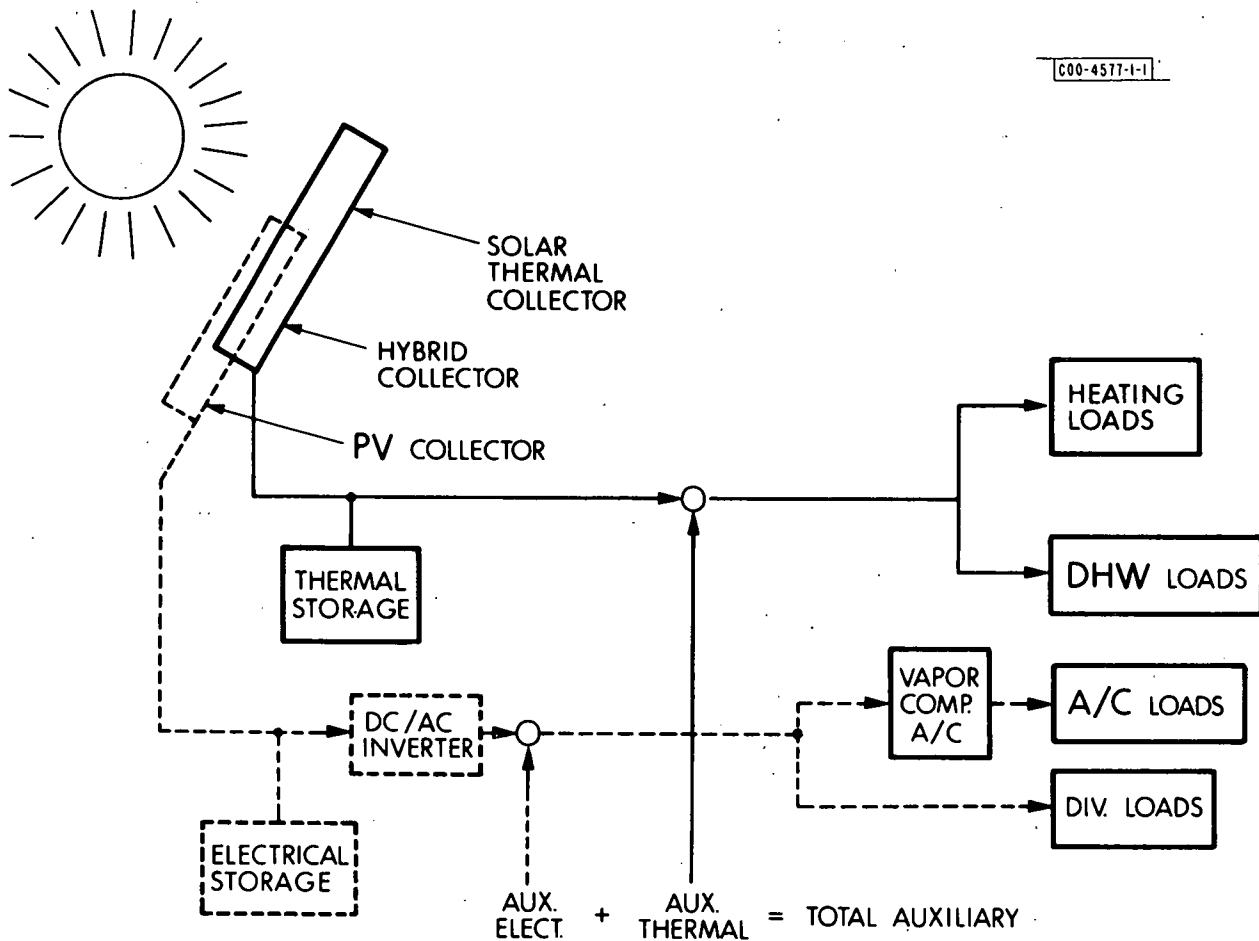 C00-4577-1-1
SOLAR
THERMAL
COLLECTOR
HYBRID
COLLECTOR
PV COLLECTOR
HEATING
LOADS
THERMAL
STORAGE
DHW LOADS
VAPOR
COMP.
A/C
A/C LOADS
DC/AC
INVERTER
DIV. LOADS
ELECTRICAL
STORAGE
AUX.
ELECT.
+
AUX.
THERMAL
= TOTAL AUXILIARY